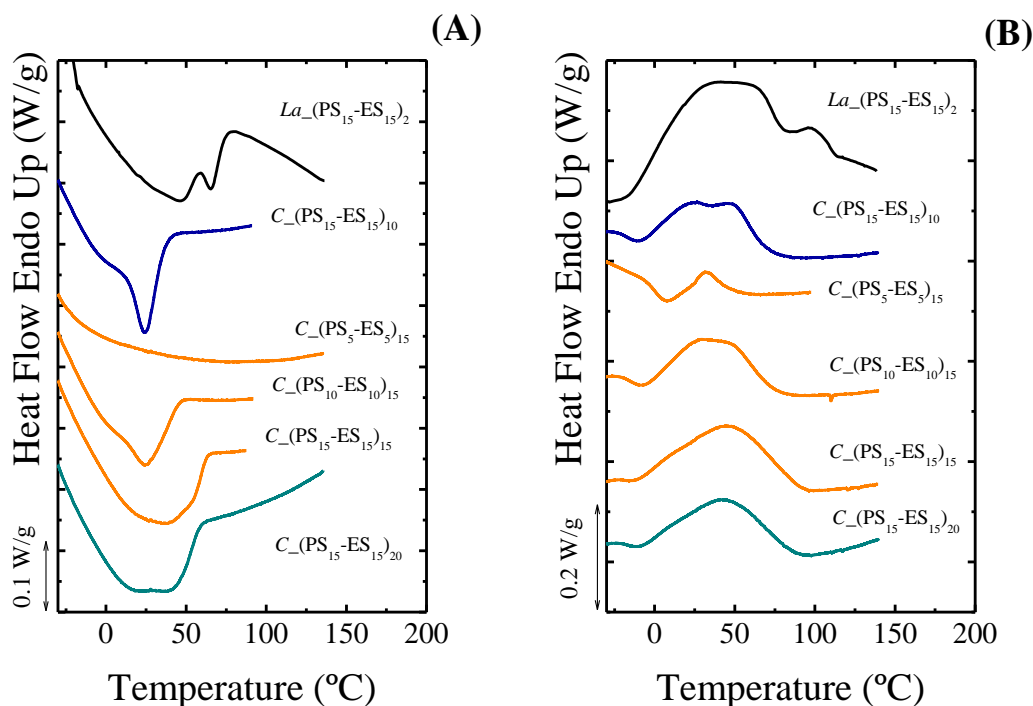 (A)
Heat Flow Endo Up (W/g)
La_(PS₁₅-ES₁₅)₂
C_(PS₁₅-ES₁₅)₁₀
C_(PS₅-ES₅)₁₅
C_(PS₁₀-ES₁₀)₁₅
C_(PS₁₅-ES₁₅)₁₅
C_(PS₁₅-ES₁₅)₂₀
0.1 W/g
0 50 100 150 200
Temperature (ºC)
(B)
Heat Flow Endo Up (W/g)
La_(PS₁₅-ES₁₅)₂
C_(PS₁₅-ES₁₅)₁₀
C_(PS₅-ES₅)₁₅
C_(PS₁₀-ES₁₀)₁₅
C_(PS₁₅-ES₁₅)₁₅
C_(PS₁₅-ES₁₅)₂₀
0.2 W/g
0 50 100 150 200
Temperature (ºC)